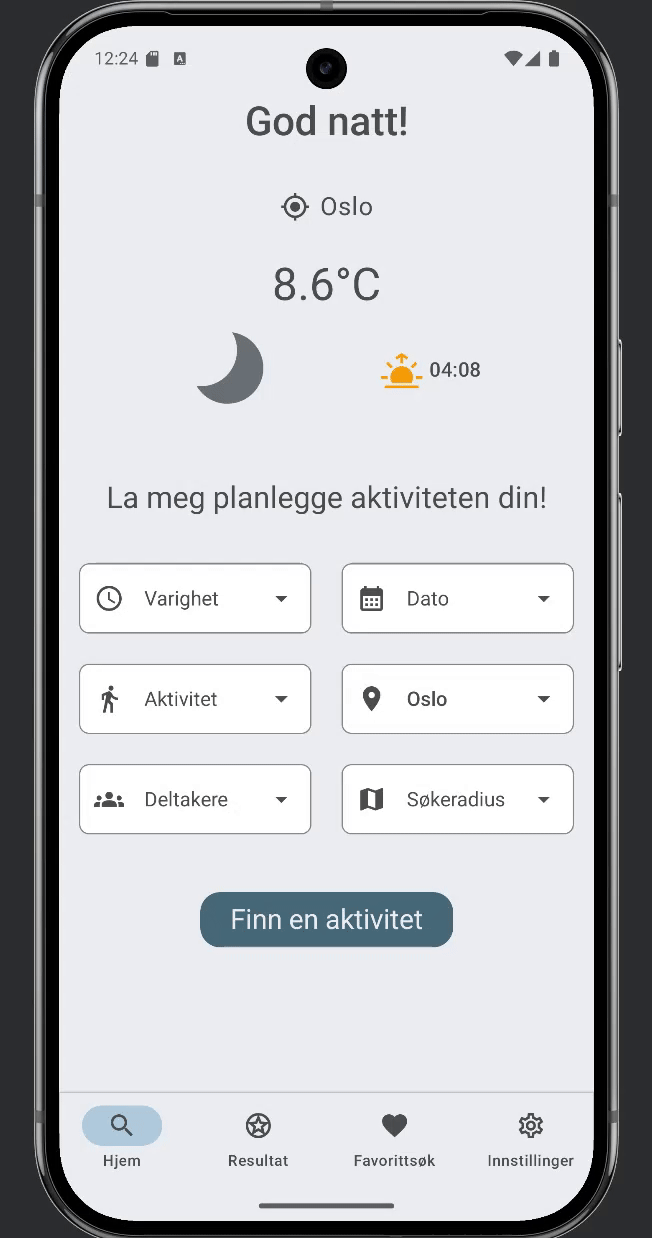 12:24
God natt!
Oslo
8.6°C
04:08
La meg planlegge aktiviteten din!
Varighet
Dato
Aktivitet
Oslo
Deltakere
Søkeradius
Finn en aktivitet
Hjem
Resultat
Favorittsøk
Innstillinger